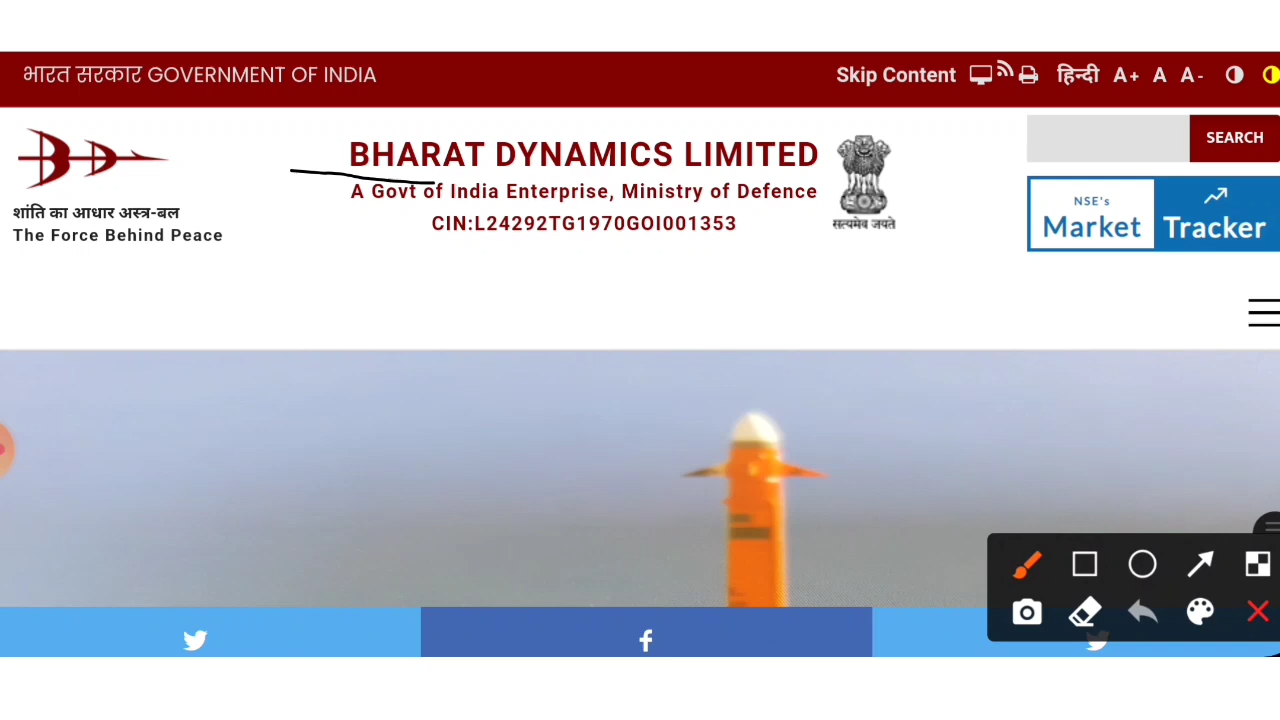 भारत सरकार GOVERNMENT OF INDIA
Skip Content हिन्दी A+ A A-
BHARAT DYNAMICS LIMITED
A Govt of India Enterprise, Ministry of Defence
CIN:L24292TG1970GOI001353
शांति का आधार अस्त्र-बल
The Force Behind Peace
सत्यमेव जयते
SEARCH
NSE's
Market Tracker